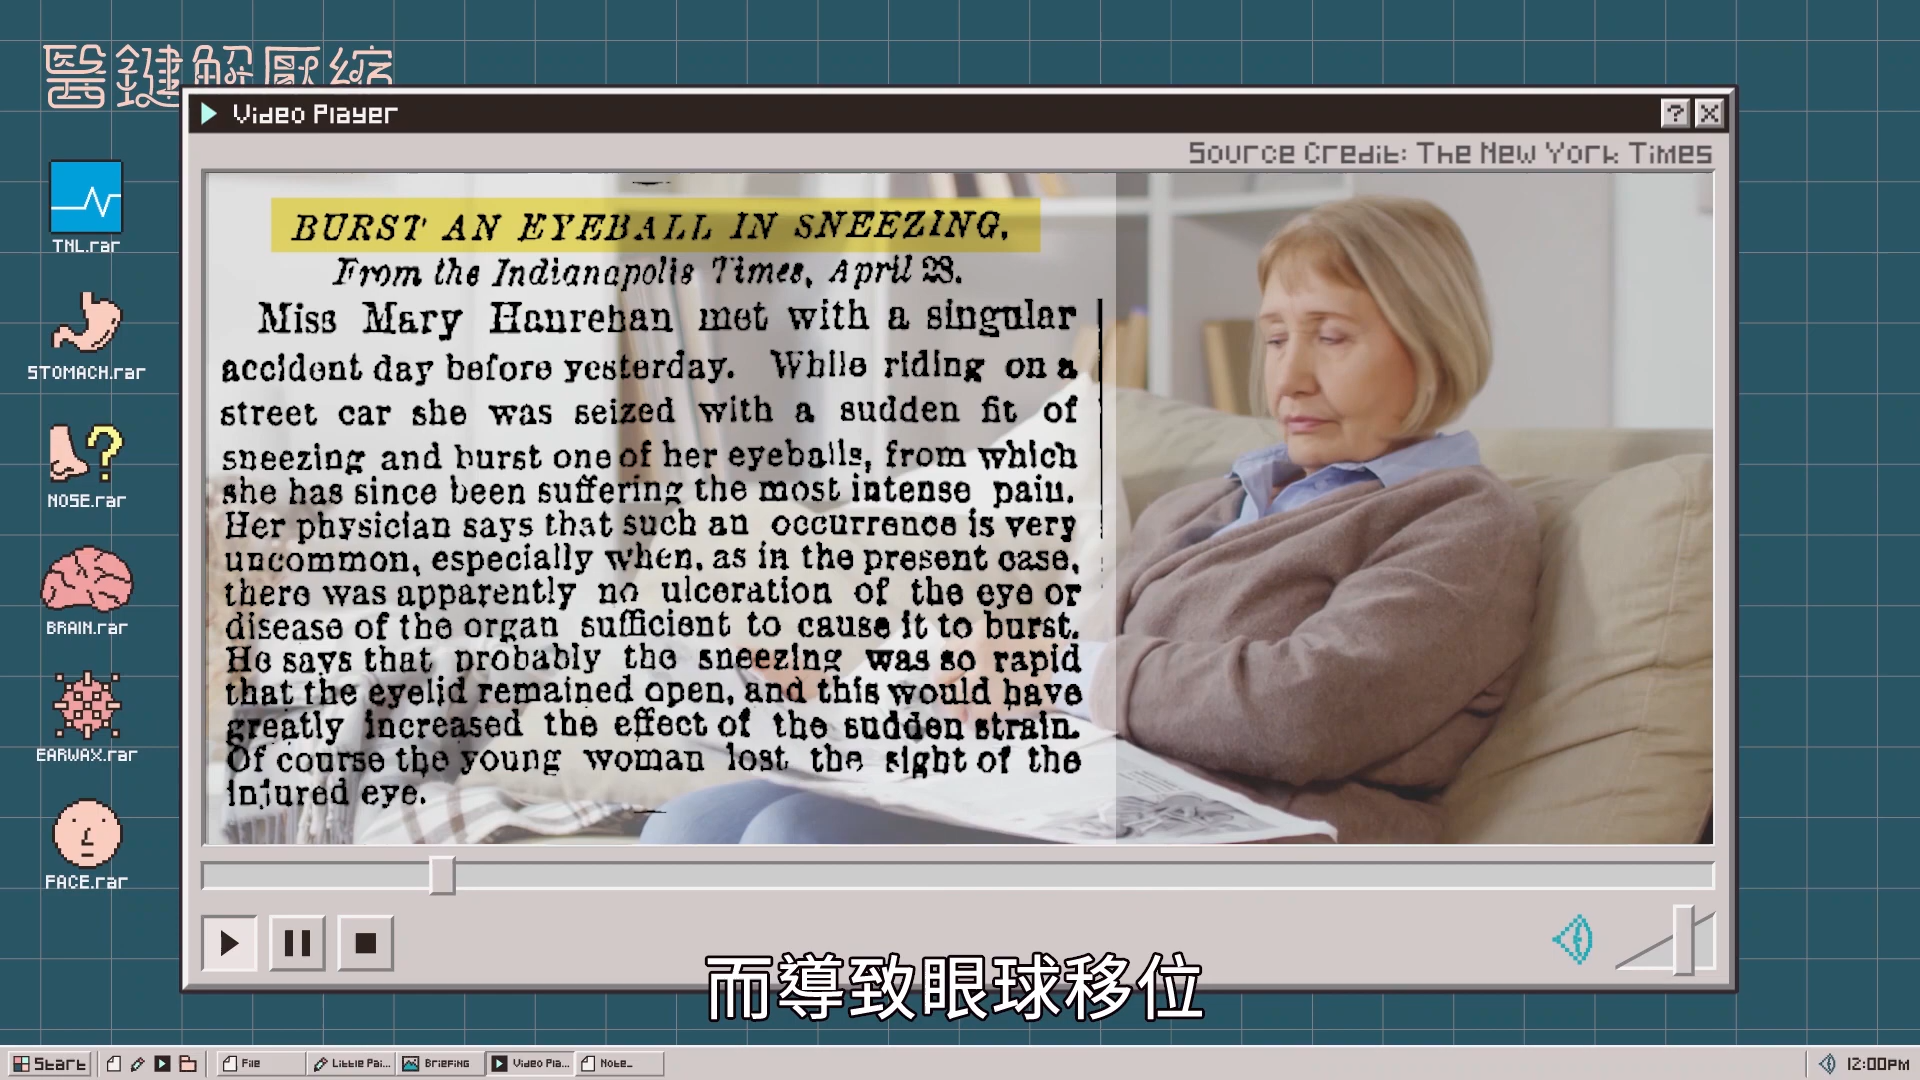 醫鍵解壓縮
Video Player
Source Credit: The New York Times
BURST AN EYEBALL IN SNEEZING.
From the Indianapolis Times, April 23.
Miss Mary Hanrehan met with a singular
accident day before yesterday. While riding on a
street car she was seized with a sudden fit of
sneezing and burst one of her eyeballs, from which
she has since been suffering the most intense pain.
Her physician says that such an occurrence is very
uncommon, especially when, as in the present case,
there was apparently no ulceration of the eye or
disease of the organ sufficient to cause it to burst.
He says that probably the sneezing was so rapid
that the eyelid remained open, and this would have
greatly increased the effect of the sudden strain.
Of course the young woman lost the sight of the
injured eye.
TNL.rar
STOMACH.rar
NOSE.rar
BRAIN.rar
EARWAX.rar
FACE.rar
而導致眼球移位
Start
File
Little Pai...
Briefing
Video Pla...
Note_
12:00PM